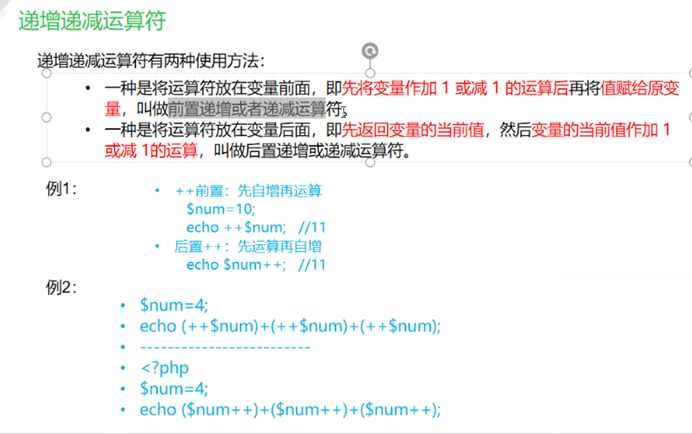 递增递减运算符
递增递减运算符有两种使用方法：
• 一种是将运算符放在变量前面，即先将变量作加 1 或减 1 的运算后再将值赋给原变
量，叫做前置递增或者递减运算符。
• 一种是将运算符放在变量后面，即先返回变量的当前值，然后变量的当前值作加 1
或减 1的运算，叫做后置递增或递减运算符。
例1：
• ++前置：先自增再运算
$num=10;
echo ++$num; //11
• 后置++：先运算再自增
echo $num++; //11
例2：
• $num=4;
• echo (++$num)+(++$num)+(++$num);
• -------------------------
• <?php
• $num=4;
• echo ($num++)+($num++)+($num++);